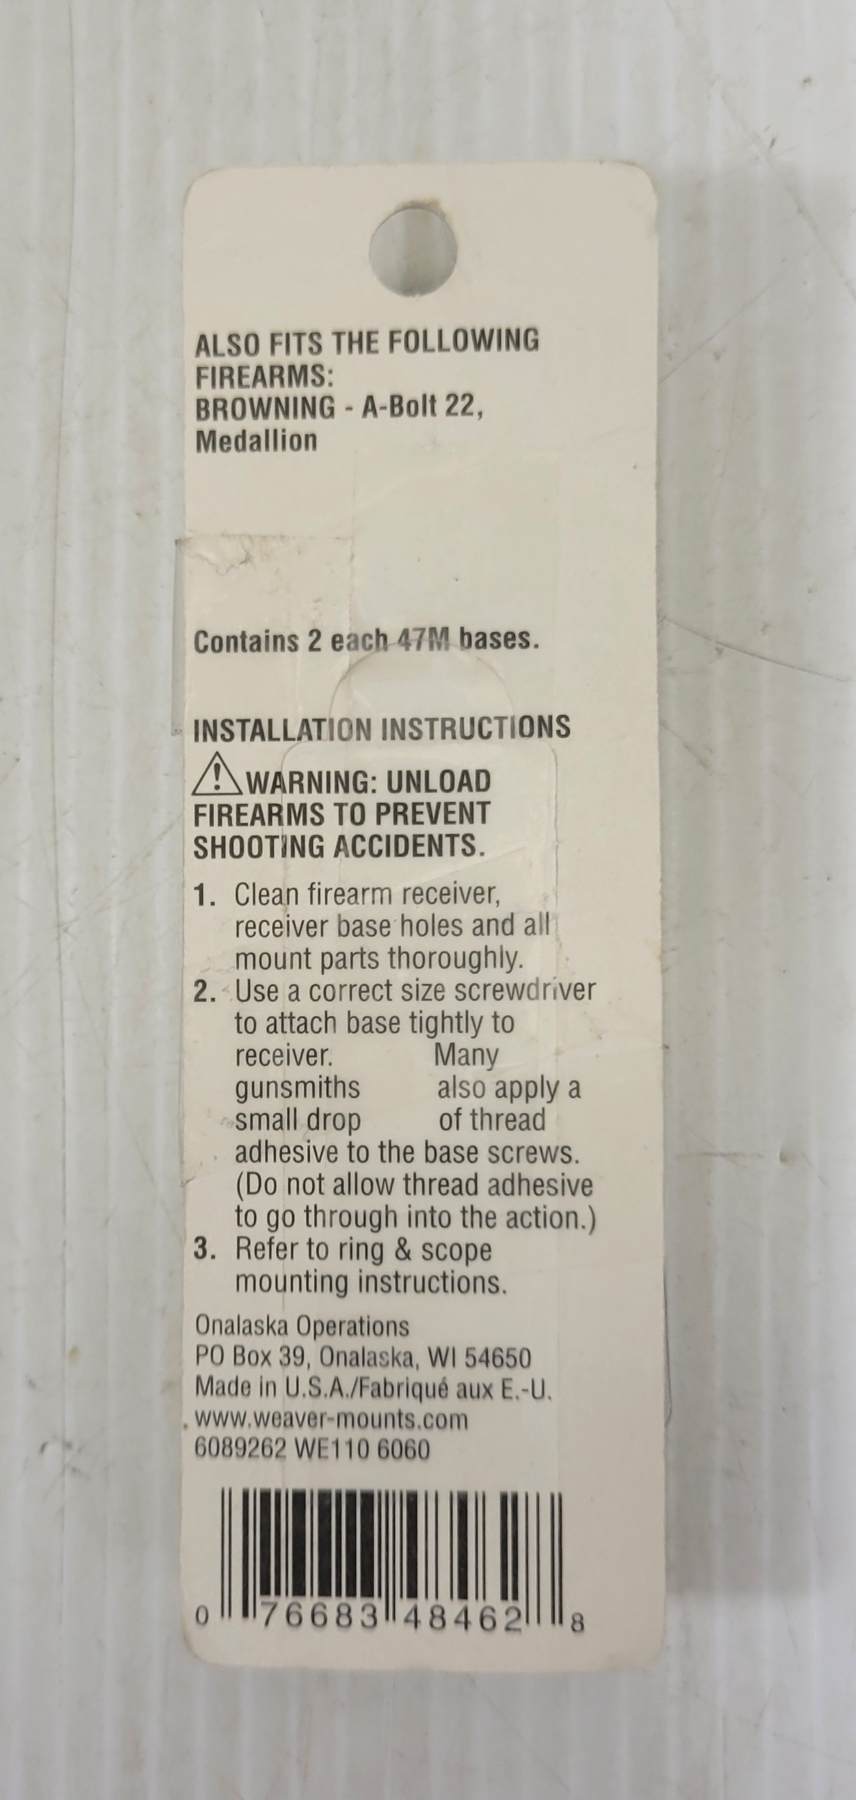 ALSO FITS THE FOLLOWING
FIREARMS:
BROWNING - A-Bolt 22,
Medallion
Contains 2 each 47M bases.
INSTALLATION INSTRUCTIONS
WARNING: UNLOAD
FIREARMS TO PREVENT
SHOOTING ACCIDENTS.
1. Clean firearm receiver,
receiver base holes and all
mount parts thoroughly.
2. Use a correct size screwdriver
to attach base tightly to
receiver. Many
gunsmiths also apply a
small drop of thread
adhesive to the base screws.
(Do not allow thread adhesive
to go through into the action.)
3. Refer to ring & scope
mounting instructions.
Onalaska Operations
PO Box 39, Onalaska, WI 54650
Made in U.S.A./Fabriqué aux E.-U.
www.weaver-mounts.com
6089262 WE110 6060
0 76683 48462 8